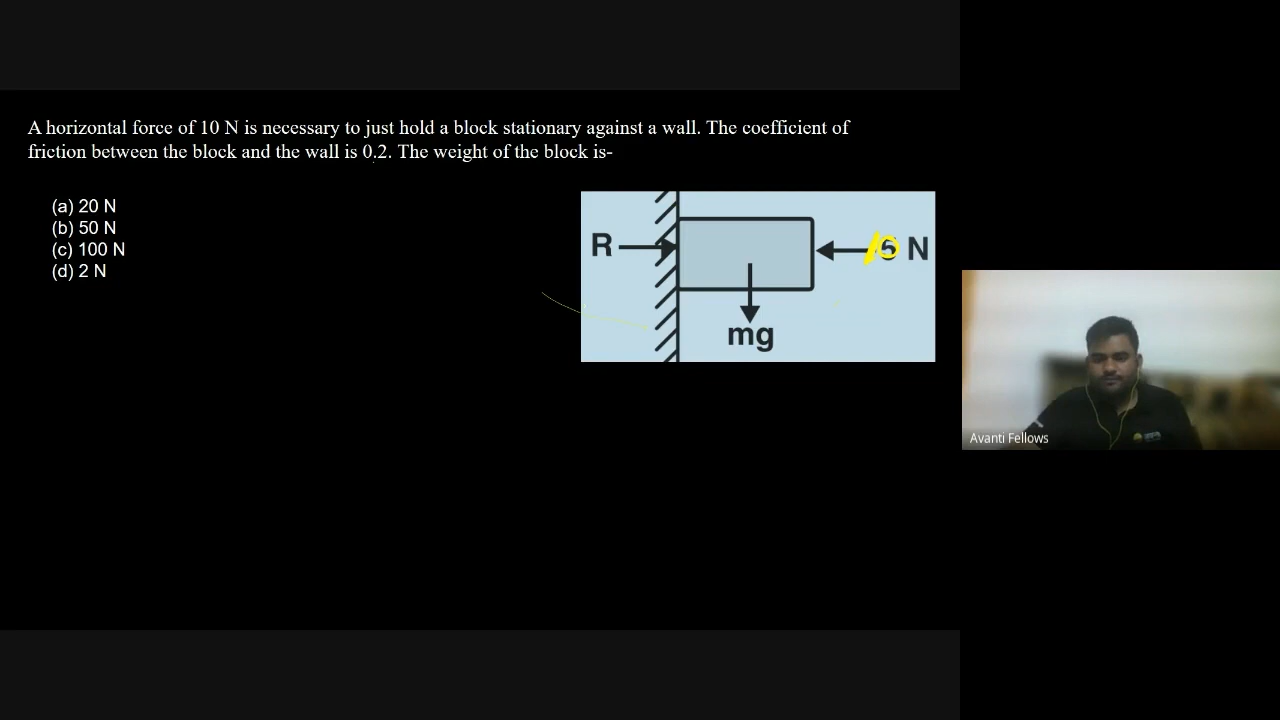 A horizontal force of 10 N is necessary to just hold a block stationary against a wall. The coefficient of
friction between the block and the wall is 0.2. The weight of the block is-
(a) 20 N
(b) 50 N
(c) 100 N
(d) 2 N
R
10 N
mg
Avanti Fellows